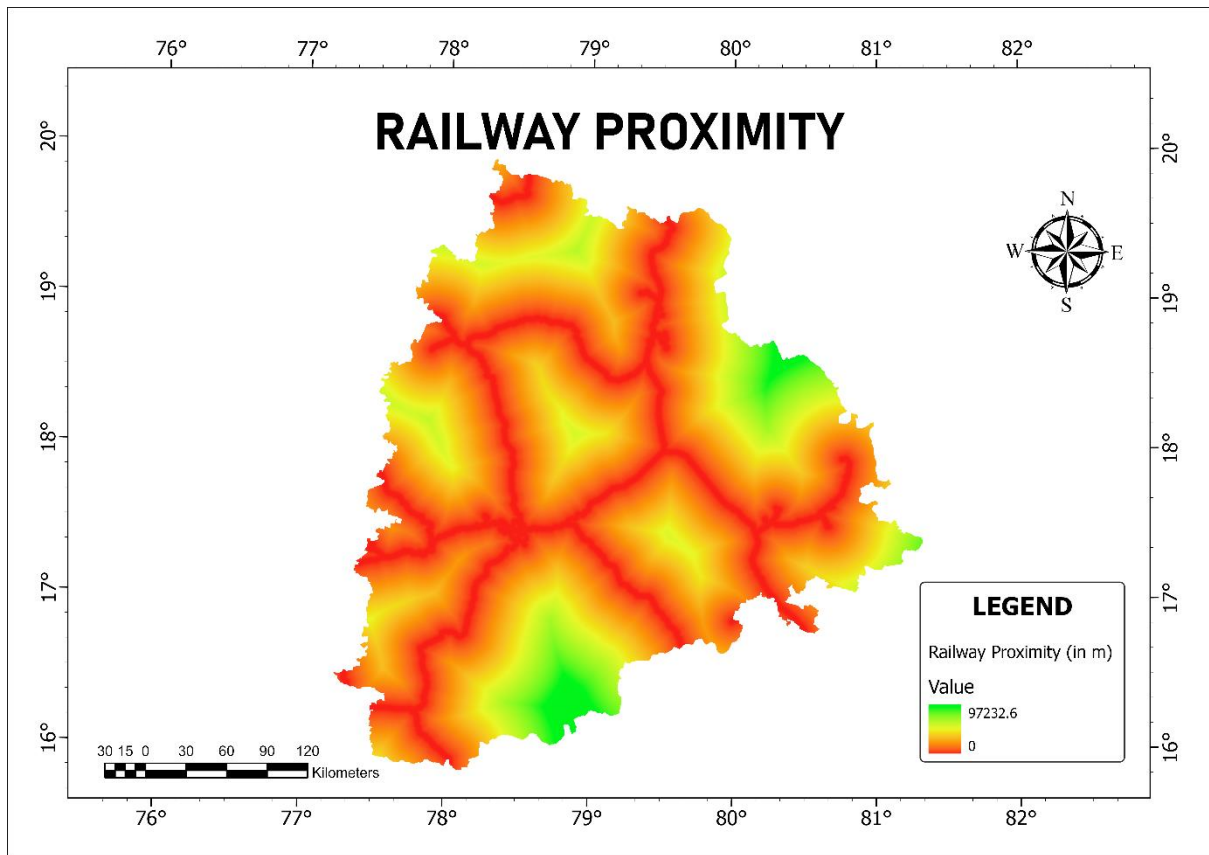 76° 77° 78° 79° 80° 81° 82°
RAILWAY PROXIMITY
20° 20°
N
W E
S
19° 19°
18° 18°
17° 17°
LEGEND
Railway Proximity (in m)
Value
97232.6
0
16° 16°
30 15 0 30 60 90 120
Kilometers
76° 77° 78° 79° 80° 81° 82°